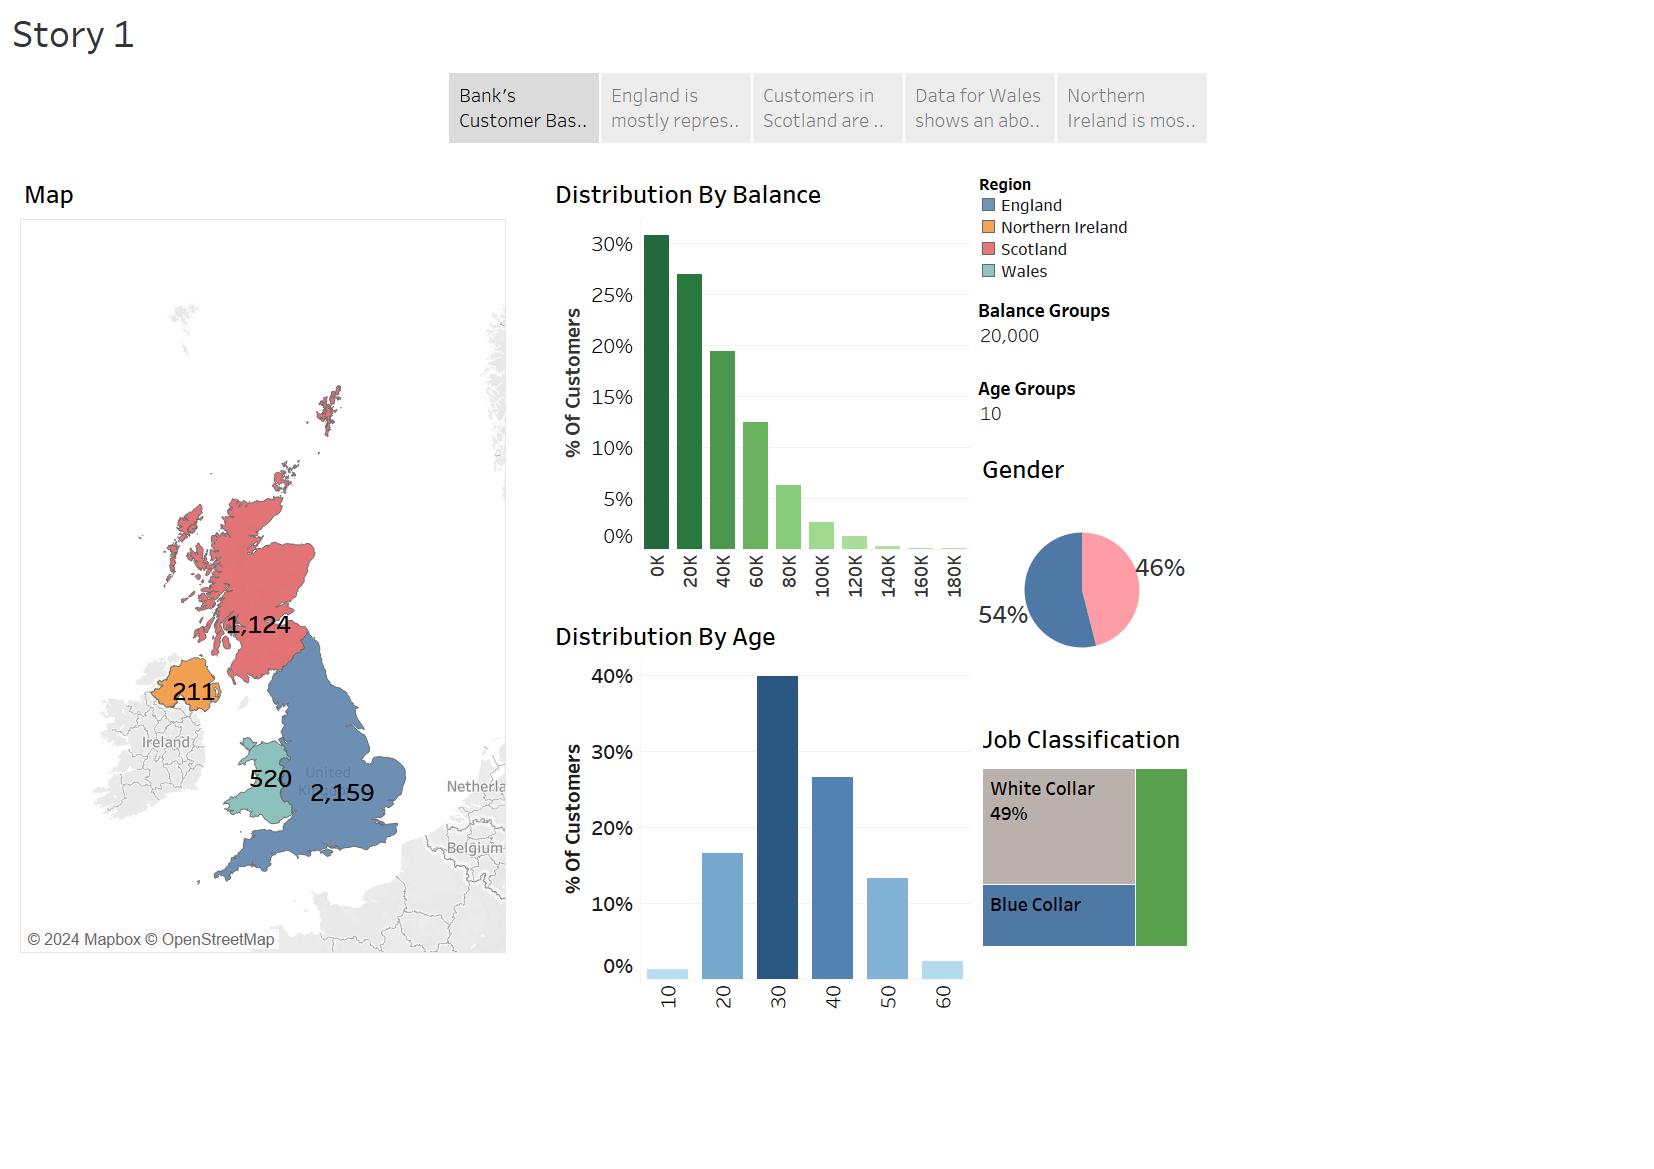 Story 1
Bank's
Customer Bas..
England is
mostly repres..
Customers in
Scotland are ..
Data for Wales
shows an abo..
Northern
Ireland is mos..
Map
1,124
211
Ireland
520
United
2,159
Netherla
Belgium
© 2024 Mapbox © OpenStreetMap
Distribution By Balance
% Of Customers
30%
25%
20%
15%
10%
5%
0%
0K
20K
40K
60K
80K
100K
120K
140K
160K
180K
Distribution By Age
% Of Customers
40%
30%
20%
10%
0%
10
20
30
40
50
60
Region
England
Northern Ireland
Scotland
Wales
Balance Groups
20,000
Age Groups
10
Gender
46%
54%
Job Classification
White Collar
49%
Blue Collar